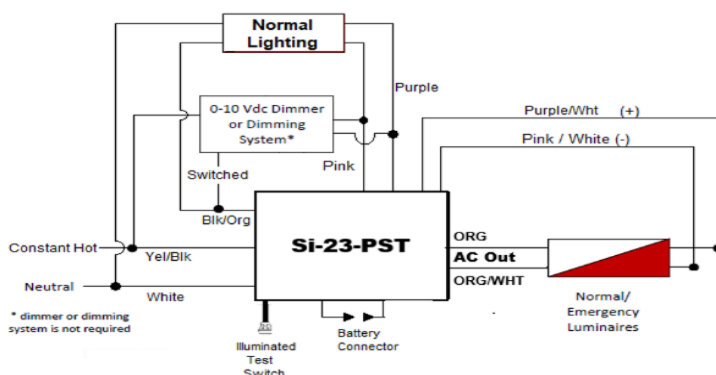 Normal
Lighting
Purple
0-10 Vdc Dimmer
or Dimming
System*
Purple/Wht (+)
Pink / White (-)
Pink
Switched
Blk/Org
Si-23-PST
ORG
AC Out
ORG/WHT
Constant Hot
Yel/Blk
Neutral
White
* dimmer or dimming
system is not required
Illuminated
Test
Switch
Battery
Connector
Normal/
Emergency
Luminaires